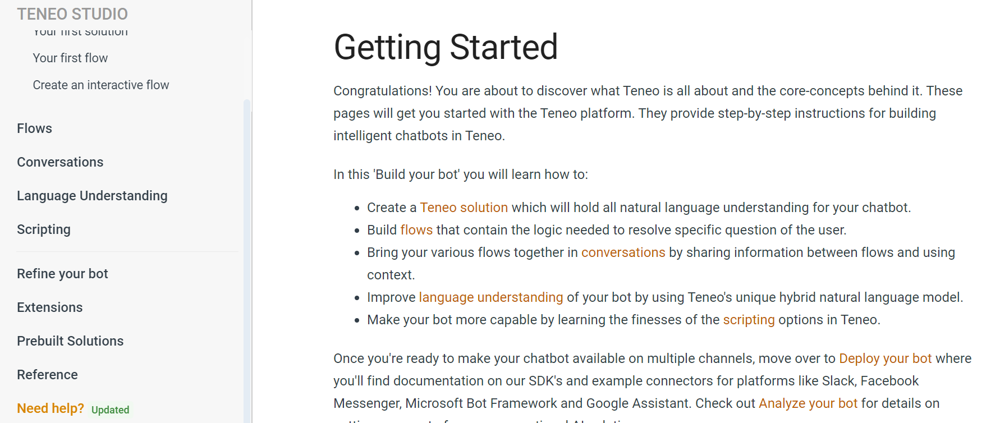 TENEO STUDIO
Your first solution
Your first flow
Create an interactive flow
Flows
Conversations
Language Understanding
Scripting
Refine your bot
Extensions
Prebuilt Solutions
Reference
Need help? Updated
Getting Started
Congratulations! You are about to discover what Teneo is all about and the core-concepts behind it. These
pages will get you started with the Teneo platform. They provide step-by-step instructions for building
intelligent chatbots in Teneo.
In this 'Build your bot' you will learn how to:
• Create a Teneo solution which will hold all natural language understanding for your chatbot.
• Build flows that contain the logic needed to resolve specific question of the user.
• Bring your various flows together in conversations by sharing information between flows and using
context.
• Improve language understanding of your bot by using Teneo's unique hybrid natural language model.
• Make your bot more capable by learning the finesses of the scripting options in Teneo.
Once you're ready to make your chatbot available on multiple channels, move over to Deploy your bot where
you'll find documentation on our SDK's and example connectors for platforms like Slack, Facebook
Messenger, Microsoft Bot Framework and Google Assistant. Check out Analyze your bot for details on